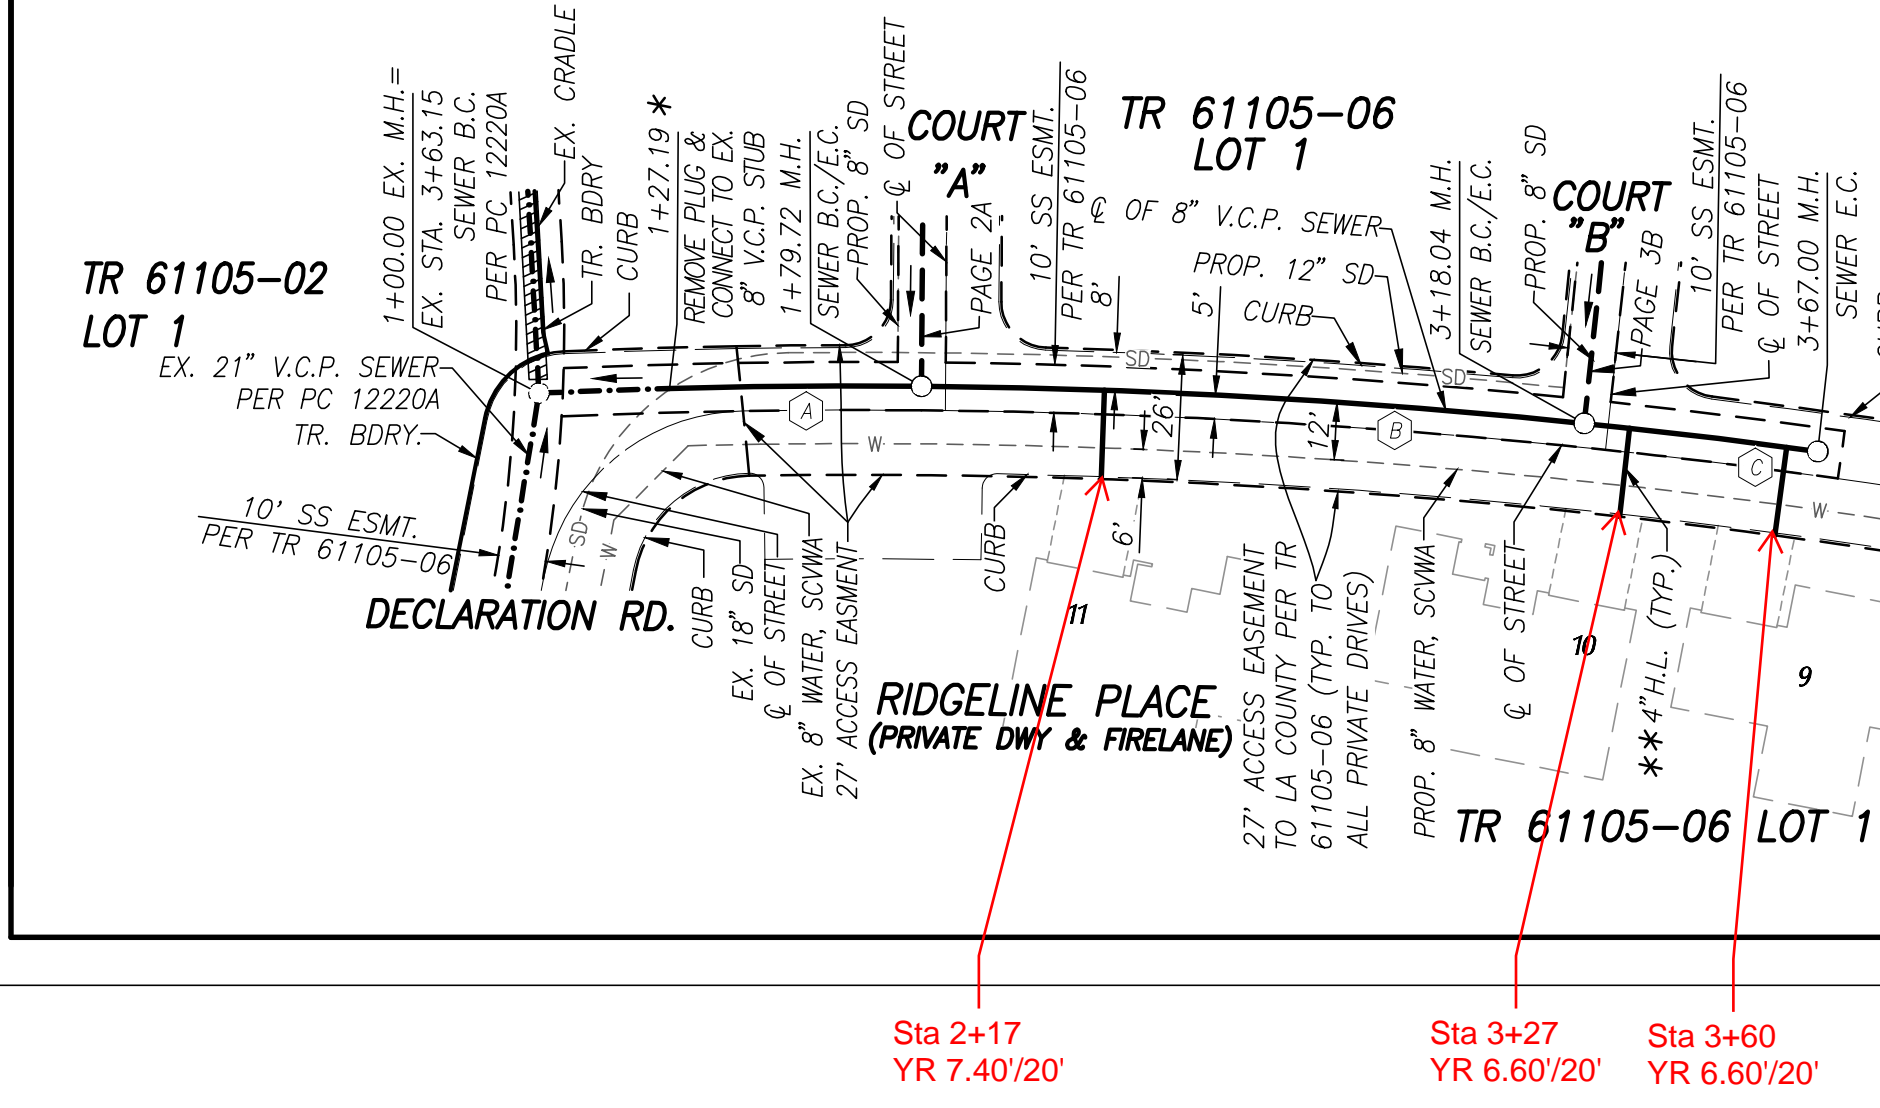 1+00.00 EX. M.H.=
EX. STA. 3+63.15
SEWER B.C.
PER PC 12220A
EX. CRADLE
TR. BDRY
CURB
1+27.19 *
REMOVE PLUG &
CONNECT TO EX.
8" V.C.P. STUB
1+79.72 M.H.
SEWER B.C./E.C.
PROP. 8" SD
℄ OF STREET
COURT
"A"
PAGE 2A
10' SS ESMT.
PER TR 61105-06
8'
TR 61105-06
LOT 1
℄ OF 8" V.C.P. SEWER
PROP. 12" SD
5'
CURB
3+18.04 M.H.
SEWER B.C./E.C.
PROP. 8" SD
COURT
"B"
PAGE 3B
10' SS ESMT.
PER TR 61105-06
℄ OF STREET
3+67.00 M.H.
SEWER E.C.
TR 61105-02
LOT 1
EX. 21" V.C.P. SEWER
PER PC 12220A
TR. BDRY.
10' SS ESMT.
PER TR 61105-06
SD
SD
A
26'
12'
B
C
W
W
SD
W
6'
DECLARATION RD.
CURB
EX. 18" SD
℄ OF STREET
EX. 8" WATER, SCVWA
27' ACCESS EASMENT
CURB
11
RIDGELINE PLACE
(PRIVATE DWY & FIRELANE)
27' ACCESS EASEMENT
TO LA COUNTY PER TR
61105-06 (TYP. TO
ALL PRIVATE DRIVES)
PROP. 8" WATER, SCVWA
℄ OF STREET
10
**4"H.L. (TYP.)
9
TR 61105-06 LOT 1
Sta 2+17
YR 7.40'/20'
Sta 3+27
YR 6.60'/20'
Sta 3+60
YR 6.60'/20'